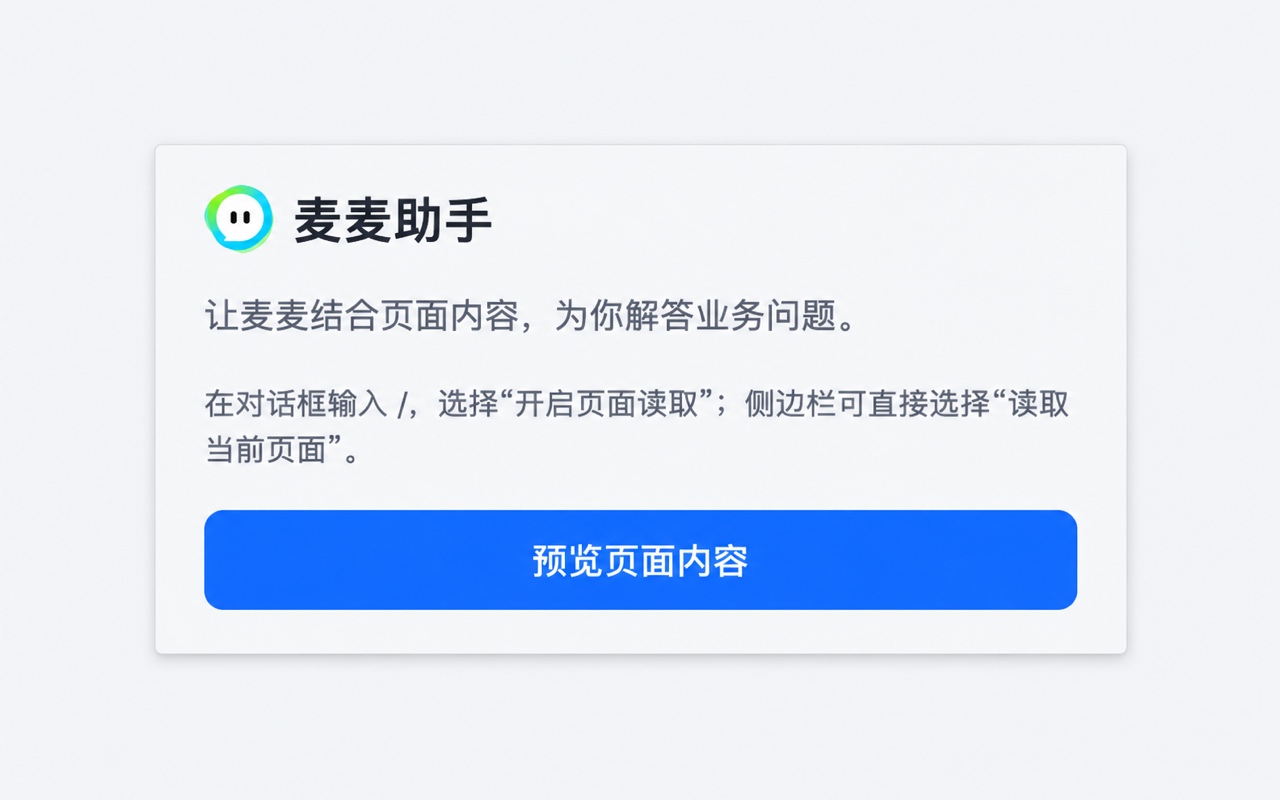 麦麦助手
让麦麦结合页面内容，为你解答业务问题。
在对话框输入 /，选择“开启页面读取”；侧边栏可直接选择“读取
当前页面”。
预览页面内容